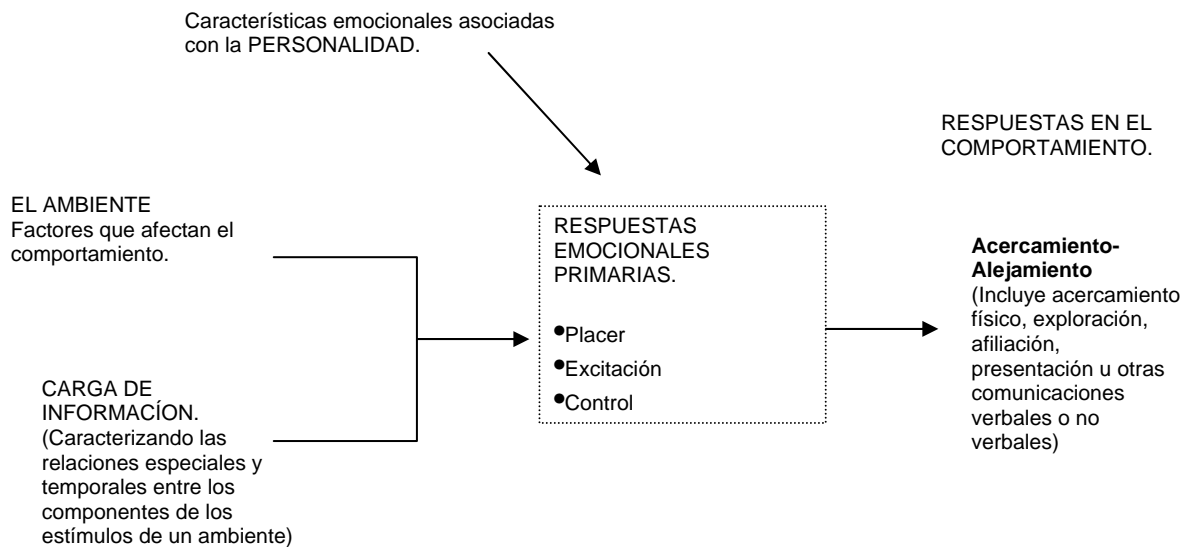 Características emocionales asociadas
con la PERSONALIDAD.
RESPUESTAS EN EL
COMPORTAMIENTO.
EL AMBIENTE
Factores que afectan el
comportamiento.
RESPUESTAS
EMOCIONALES
PRIMARIAS.
•Placer
•Excitación
•Control
Acercamiento-
Alejamiento
(Incluye acercamiento
físico, exploración,
afiliación,
presentación u otras
comunicaciones
verbales o no
verbales)
CARGA DE
INFORMACÍON.
(Caracterizando las
relaciones especiales y
temporales entre los
componentes de los
estímulos de un ambiente)